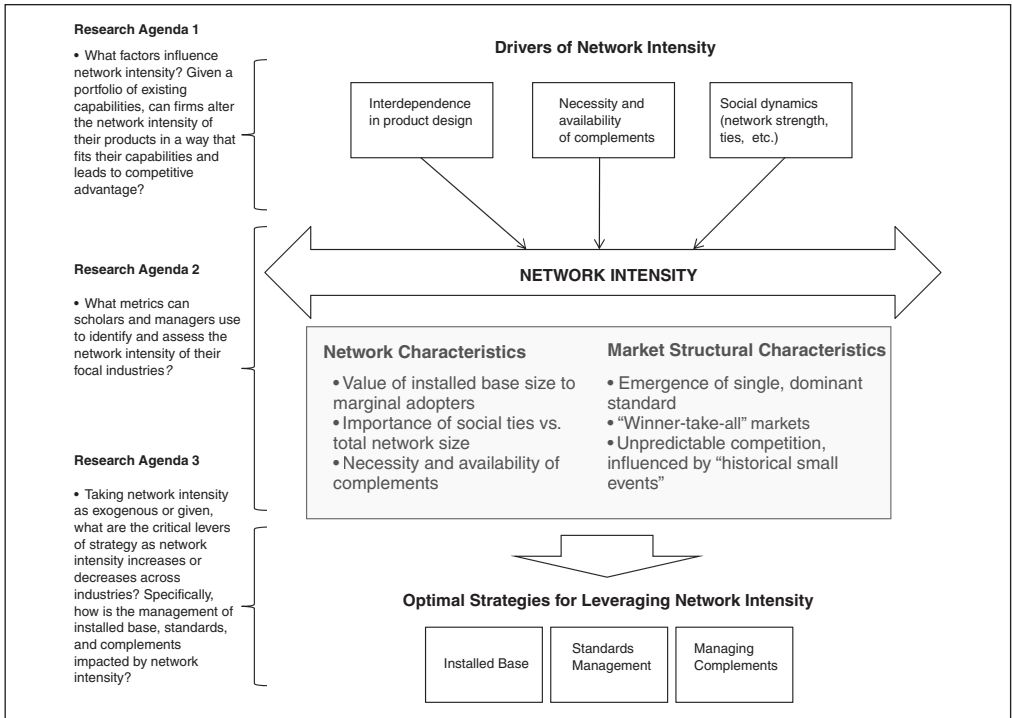 Research Agenda 1
• What factors influence
network intensity? Given a
portfolio of existing
capabilities, can firms alter
the network intensity of
their products in a way that
fits their capabilities and
leads to competitive
advantage?
Drivers of Network Intensity
Interdependence
in product design
Necessity and
availability
of complements
Social dynamics
(network strength,
ties, etc.)
NETWORK INTENSITY
Research Agenda 2
• What metrics can
scholars and managers use
to identify and assess the
network intensity of their
focal industries?
Network Characteristics
• Value of installed base size to
marginal adopters
• Importance of social ties vs.
total network size
• Necessity and availability of
complements
Market Structural Characteristics
• Emergence of single, dominant
standard
• “Winner-take-all” markets
• Unpredictable competition,
influenced by “historical small
events”
Research Agenda 3
• Taking network intensity
as exogenous or given,
what are the critical levers
of strategy as network
intensity increases or
decreases across
industries? Specifically,
how is the management of
installed base, standards,
and complements
impacted by network
intensity?
Optimal Strategies for Leveraging Network Intensity
Installed Base
Standards
Management
Managing
Complements